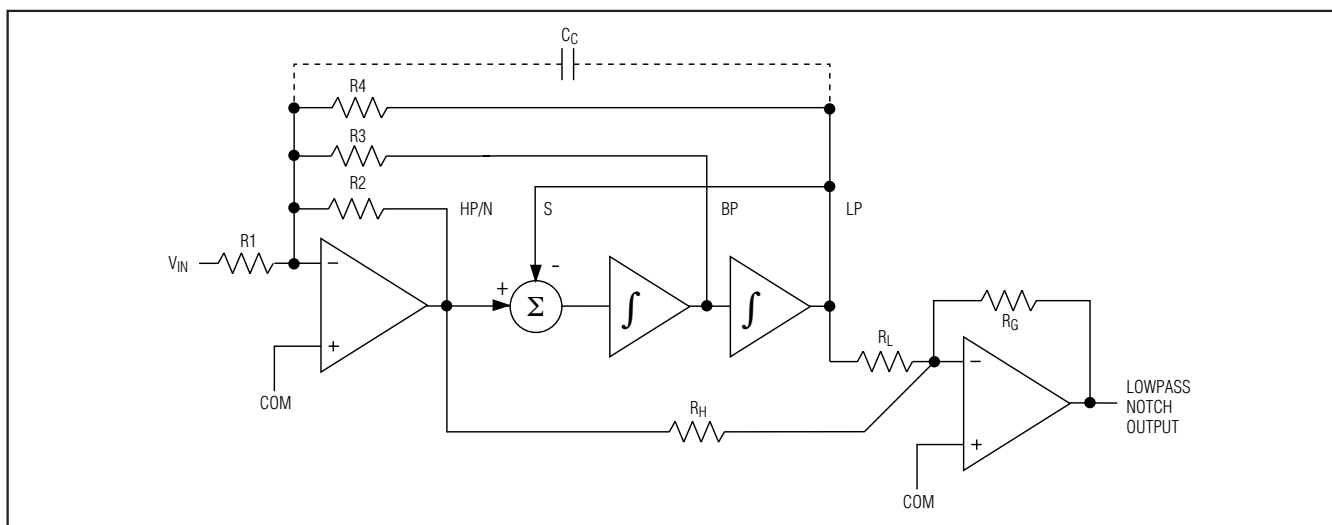 C_C
R4
R3
R2
HP/N
S
BP
LP
R1
V_IN
−
+
COM
+
-
Σ
∫
∫
R_L
R_G
R_H
−
+
COM
LOWPASS
NOTCH
OUTPUT